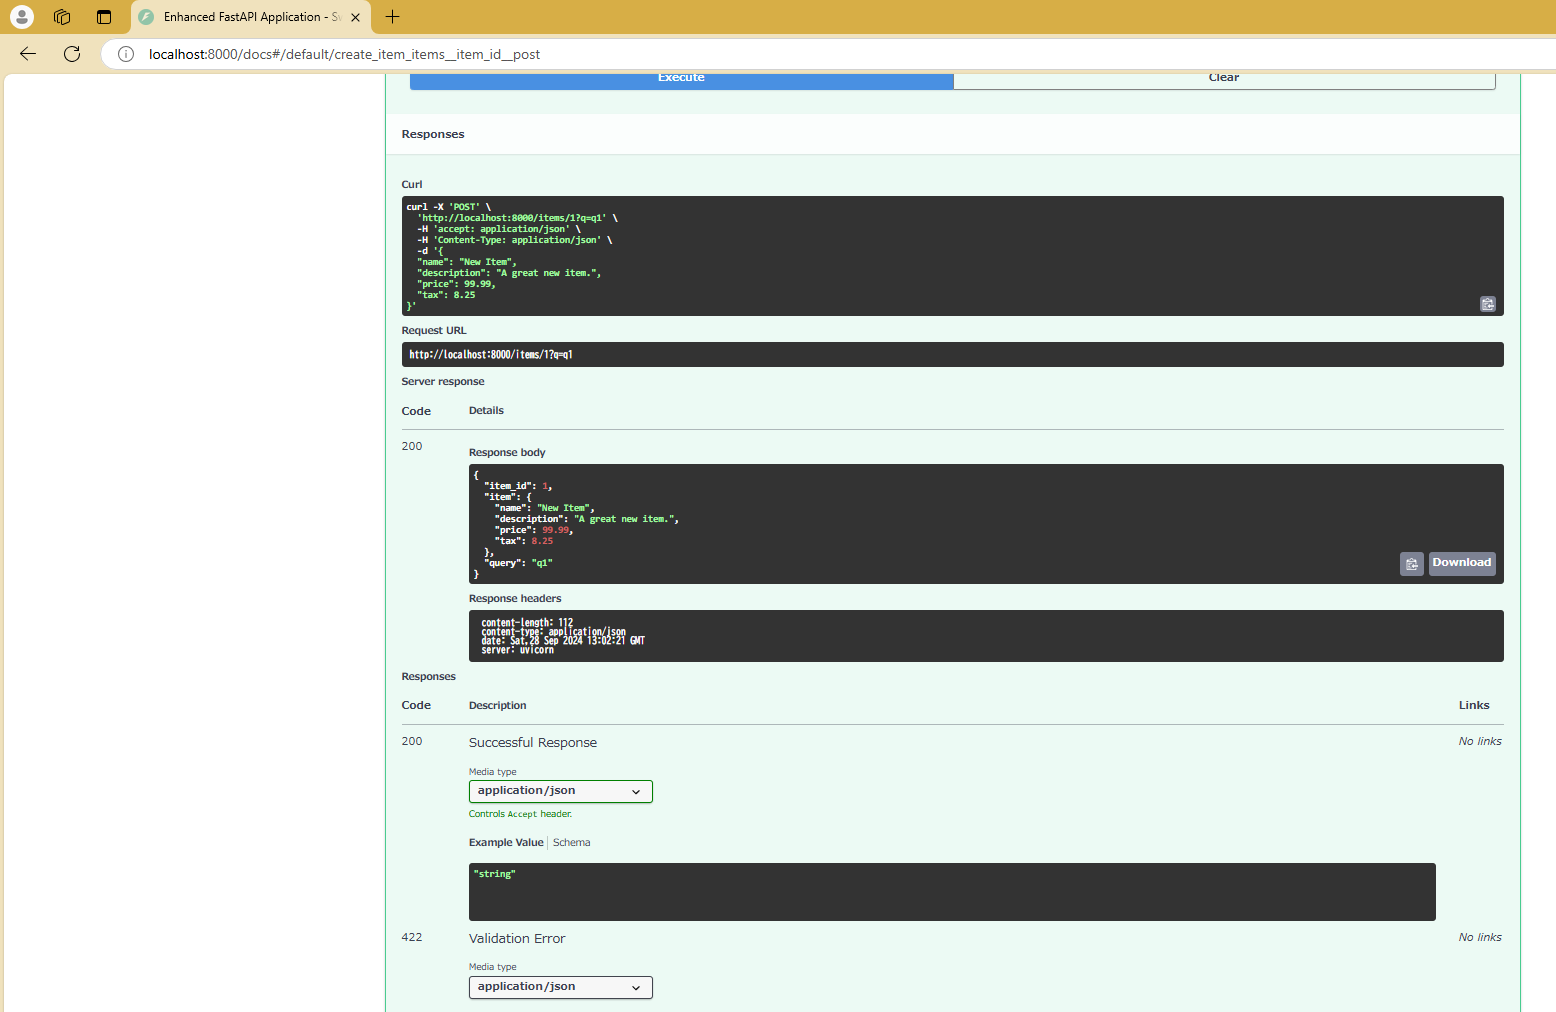 Enhanced FastAPI Application - Sw
localhost:8000/docs#/default/create_item_items__item_id__post
Execute
Clear
Responses
Curl
curl -X 'POST' \
  'http://localhost:8000/items/1?q=q1' \
  -H 'accept: application/json' \
  -H 'Content-Type: application/json' \
  -d '{
  "name": "New Item",
  "description": "A great new item.",
  "price": 99.99,
  "tax": 8.25
}'
Request URL
http://localhost:8000/items/1?q=q1
Server response
Code Details
200
Response body
{
  "item_id": 1,
  "item": {
    "name": "New Item",
    "description": "A great new item.",
    "price": 99.99,
    "tax": 8.25
  },
  "query": "q1"
}
Download
Response headers
content-length: 112
content-type: application/json
date: Sat,28 Sep 2024 13:02:21 GMT
server: uvicorn
Responses
Code Description Links
200 Successful Response No links
Media type
application/json
Controls Accept header.
Example Value Schema
"string"
422 Validation Error No links
Media type
application/json